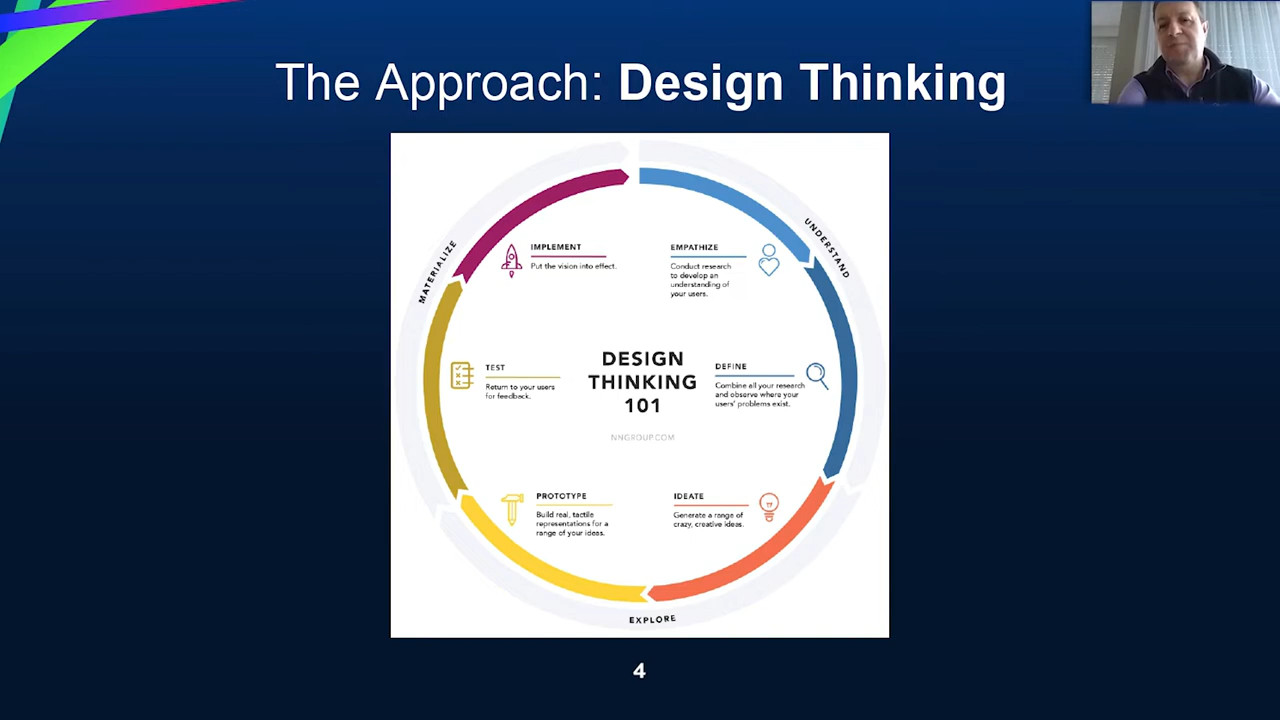 The Approach: Design Thinking
UNDERSTAND
EMPATHIZE
Conduct research
to develop an
understanding of
your users.
DEFINE
Combine all your research
and observe where your
users' problems exist.
IDEATE
Generate a range of
crazy, creative ideas.
EXPLORE
PROTOTYPE
Build real, tactile
representations for a
range of your ideas.
TEST
Return to your users
for feedback.
MATERIALIZE
IMPLEMENT
Put the vision into effect.
DESIGN
THINKING
101
NNGROUP.COM
4